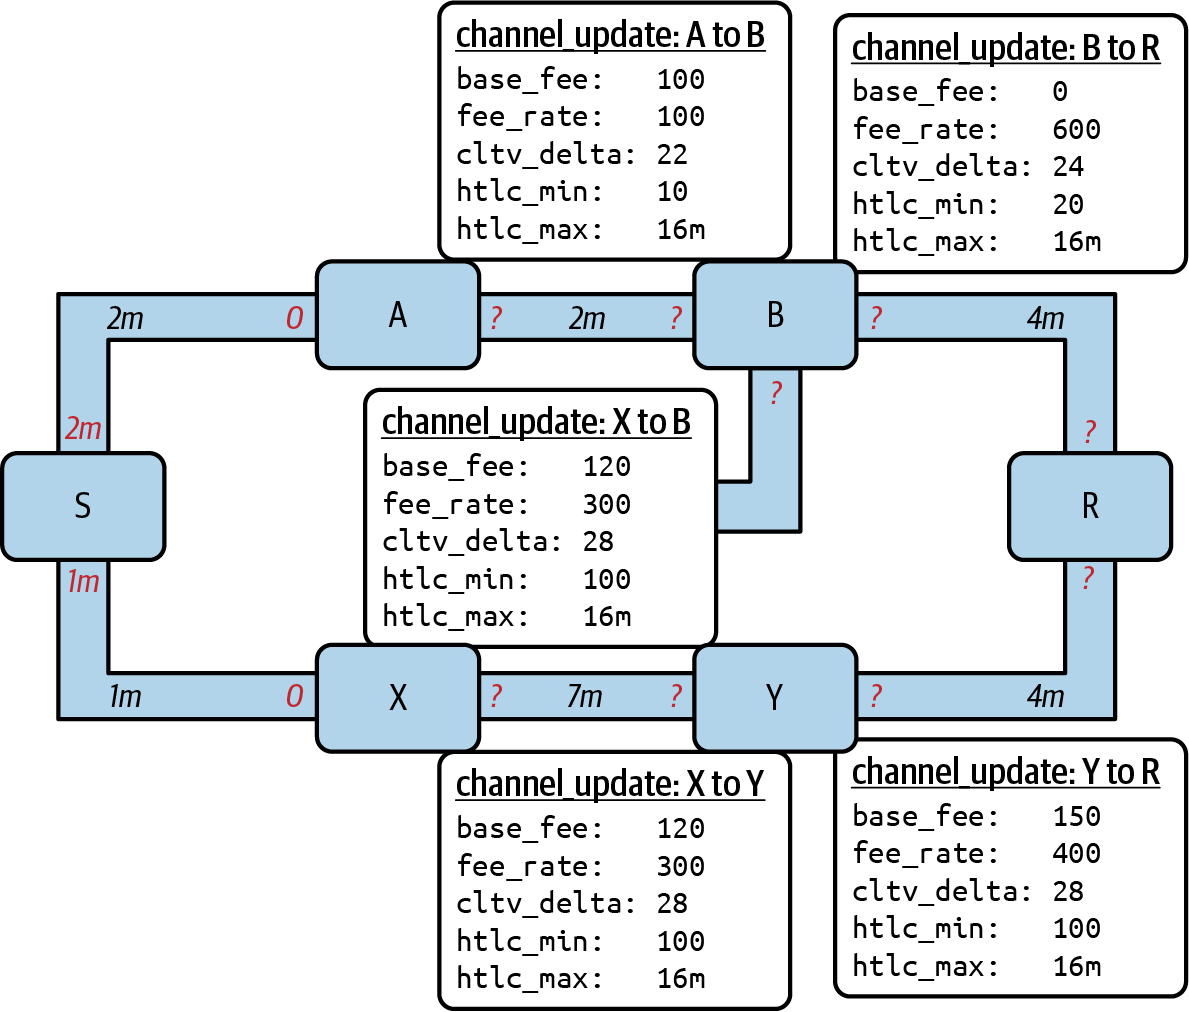 channel_update: A to B
base_fee: 100
fee_rate: 100
cltv_delta: 22
htlc_min: 10
htlc_max: 16m
channel_update: B to R
base_fee: 0
fee_rate: 600
cltv_delta: 24
htlc_min: 20
htlc_max: 16m
2m 0 A ? 2m ? B ? 4m
?
2m
?
S
R
channel_update: X to B
base_fee: 120
fee_rate: 300
cltv_delta: 28
htlc_min: 100
htlc_max: 16m
1m
?
1m 0 X ? 7m ? Y ? 4m
channel_update: X to Y
base_fee: 120
fee_rate: 300
cltv_delta: 28
htlc_min: 100
htlc_max: 16m
channel_update: Y to R
base_fee: 150
fee_rate: 400
cltv_delta: 28
htlc_min: 100
htlc_max: 16m